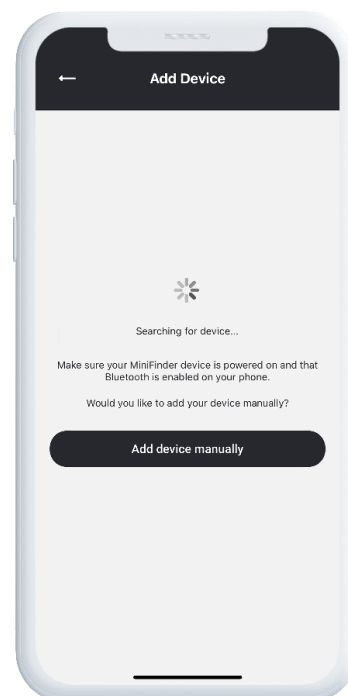 Add Device
Searching for device...
Make sure your MiniFinder device is powered on and that
Bluetooth is enabled on your phone.
Would you like to add your device manually?
Add device manually